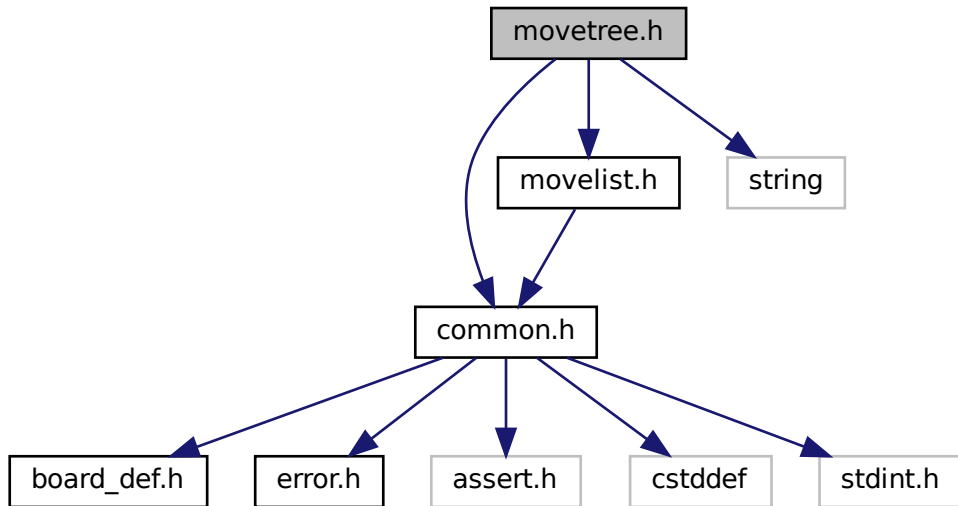 movetree.h
movelist.h
string
common.h
board_def.h
error.h
assert.h
cstddef
stdint.h